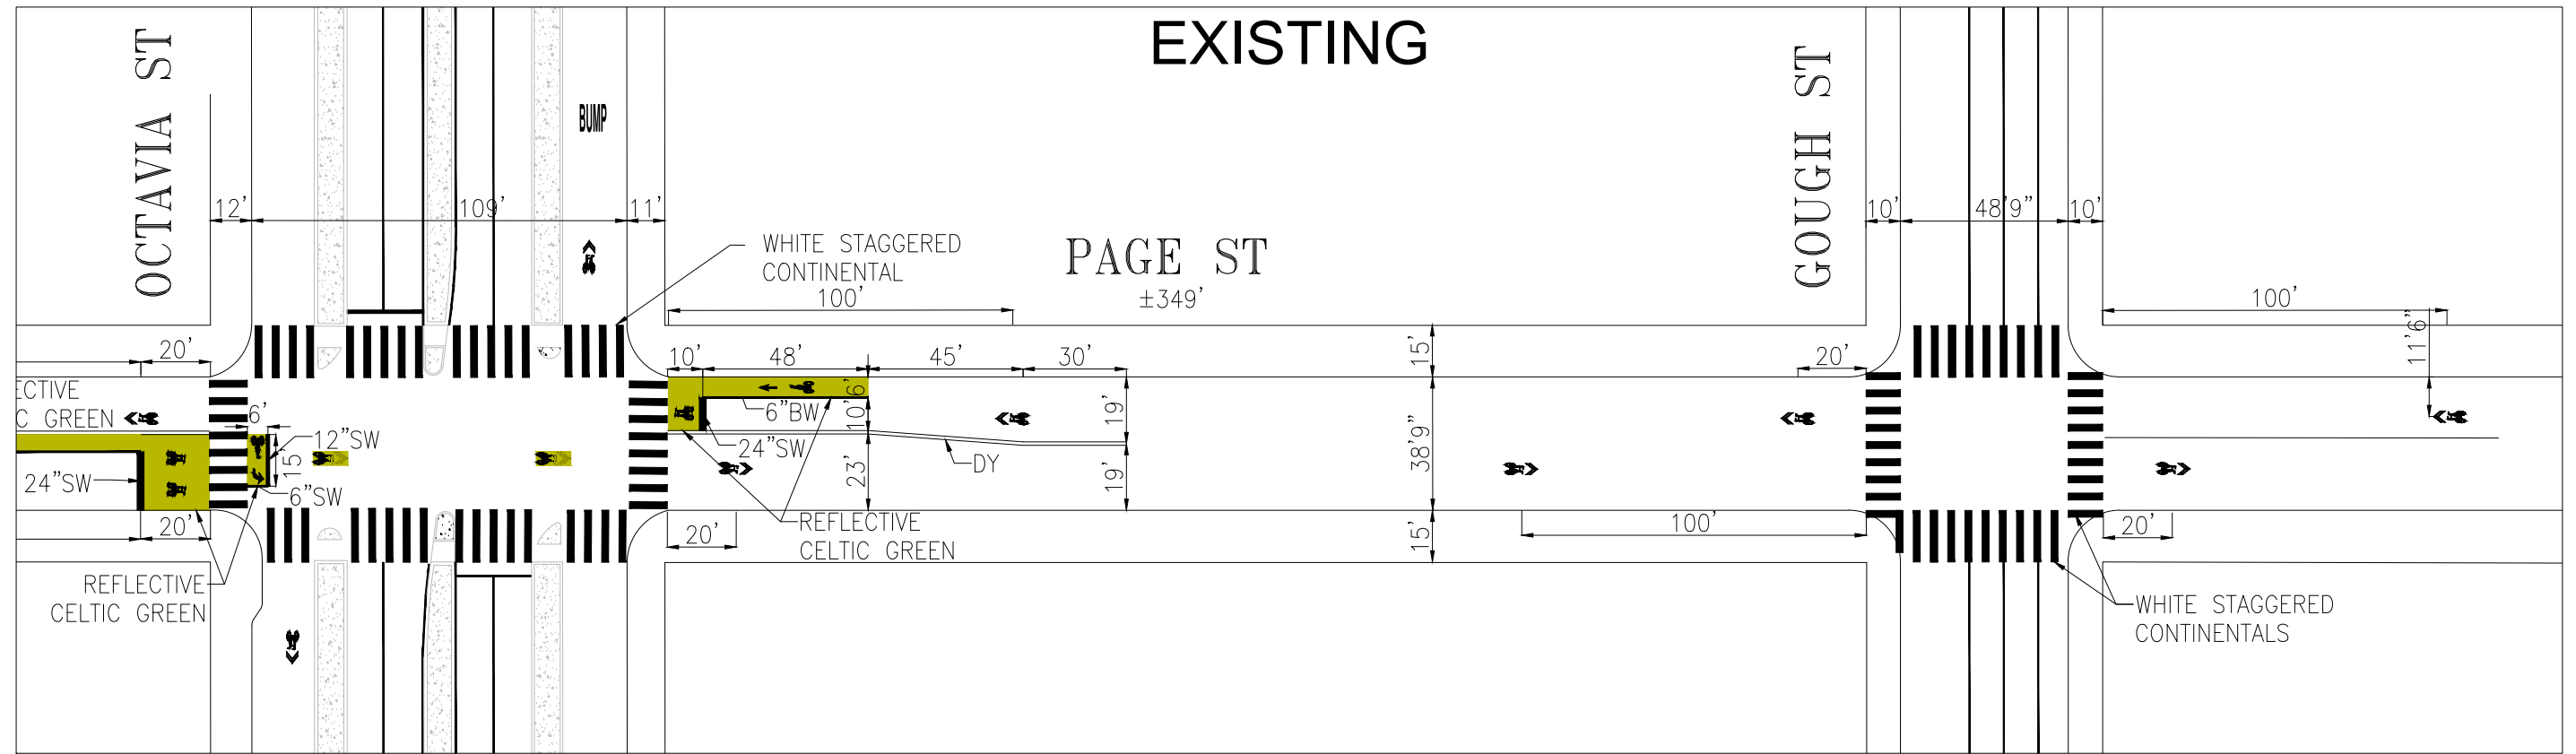 EXISTING
OCTAVIA ST
BUMP
GOUGH ST
12'
109'
11'
10'
48'9"
10'
WHITE STAGGERED
CONTINENTAL
PAGE ST
±349'
100'
100'
11'6"
20'
10'
48'
45'
30'
15'
20'
ECTIVE
C GREEN
6'
12"SW
15'
6"SW
24"SW
20'
10'6"
6"BW
24"SW
23'
DY
19'
19'
38'9"
REFLECTIVE
CELTIC GREEN
20'
100'
15'
20'
REFLECTIVE
CELTIC GREEN
WHITE STAGGERED
CONTINENTALS